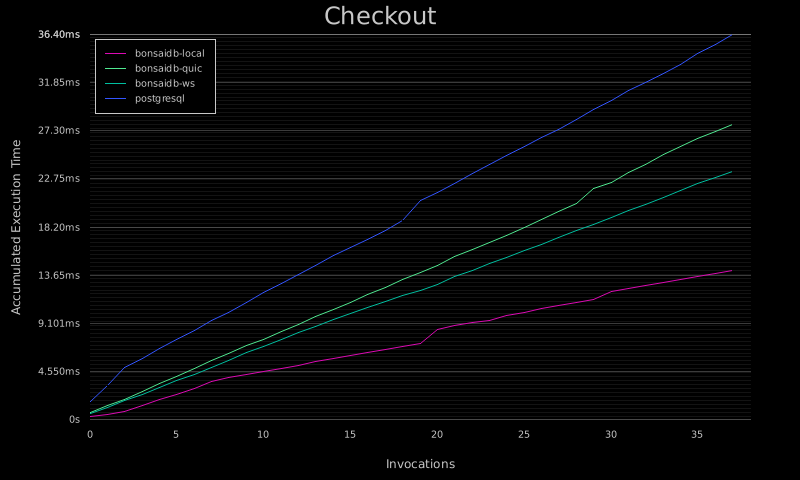 Checkout
36.40ms
31.85ms
27.30ms
22.75ms
18.20ms
13.65ms
9.101ms
4.550ms
0s
bonsaidb-local
bonsaidb-quic
bonsaidb-ws
postgresql
Accumulated Execution Time
0 5 10 15 20 25 30 35
Invocations